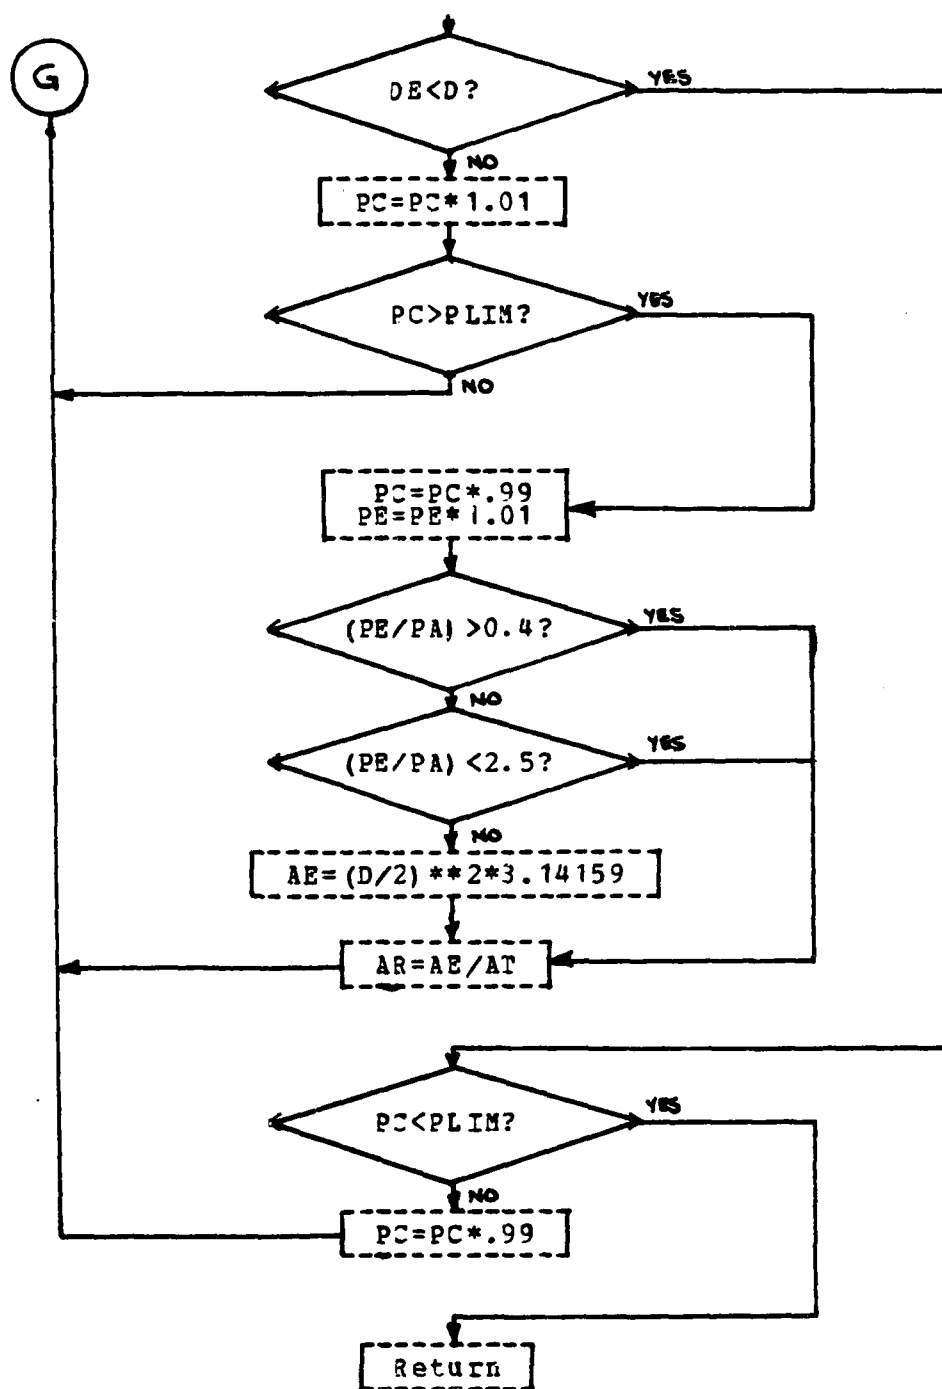 G
DE<D?
YES
NO
PC=PC*1.01
PC>PLIM?
YES
NO
PC=PC*.99
PE=PE*1.01
(PE/PA)>0.4?
YES
NO
(PE/PA)<2.5?
YES
NO
AE=(D/2)**2*3.14159
AR=AE/AT
PC<PLIM?
YES
NO
PC=PC*.99
Return